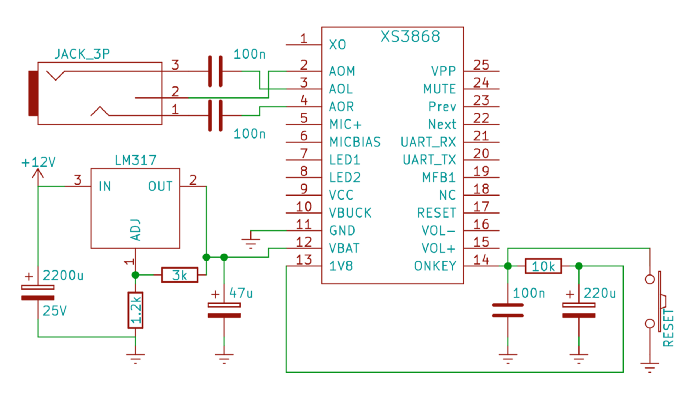 XS3868
JACK_3P
100n
3
2
1
100n
1 XO
2 AOM
3 AOL
4 AOR
5 MIC+
6 MICBIAS
7 LED1
8 LED2
9 VCC
10 VBUCK
11 GND
12 VBAT
13 1V8
VPP 25
MUTE 24
Prev 23
Next 22
UART_RX 21
UART_TX 20
MFB1 19
NC 18
RESET 17
VOL- 16
VOL+ 15
ONKEY 14
+12V
LM317
3 IN OUT 2
ADJ
1
3k
1.2k
+ 2200u
25V
+ 47u
10k
100n
+ 220u
RESET